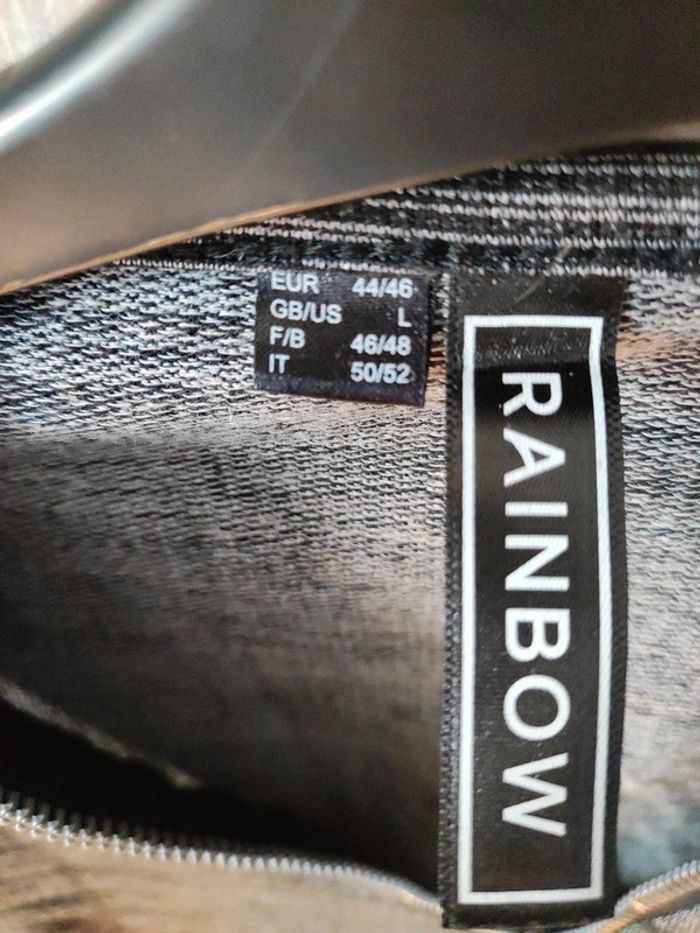 EUR 44/46
GB/US L
F/B 46/48
IT 50/52
RAINBOW